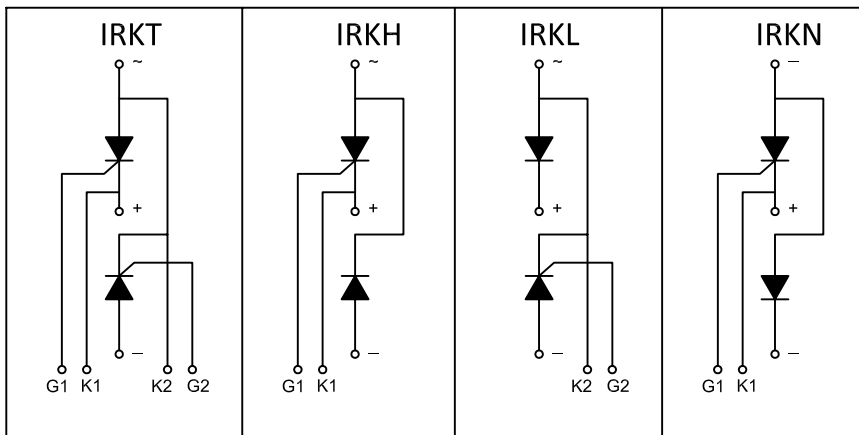 IRKT IRKH IRKL IRKN
~ ~ ~ –
+ + + +
– – – –
G1 K1 K2 G2 G1 K1 K2 G2 G1 K1